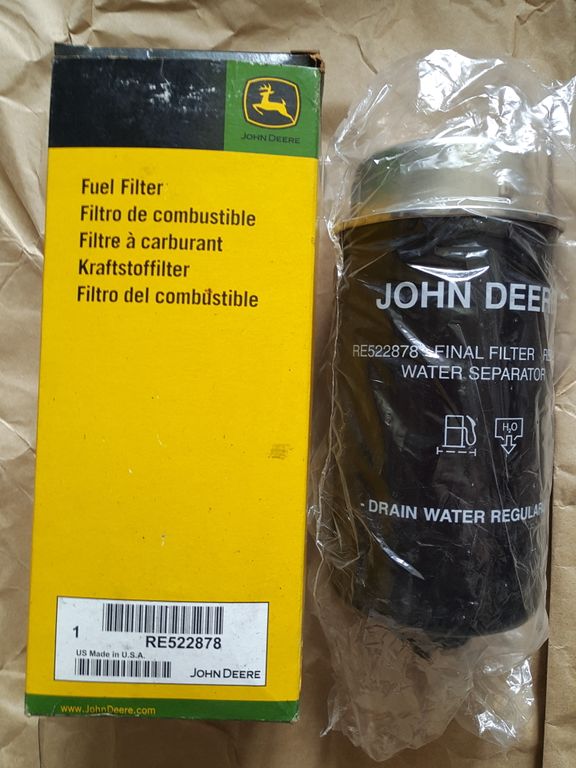 JOHN DEERE
Fuel Filter
Filtro de combustible
Filtre à carburant
Kraftstoffilter
Filtro del combustible
1
RE522878
US Made in U.S.A.
JOHN DEERE
www.JohnDeere.com
JOHN DEER
RE522878 - FINAL FILTER
WATER SEPARATOR
H2O
- DRAIN WATER